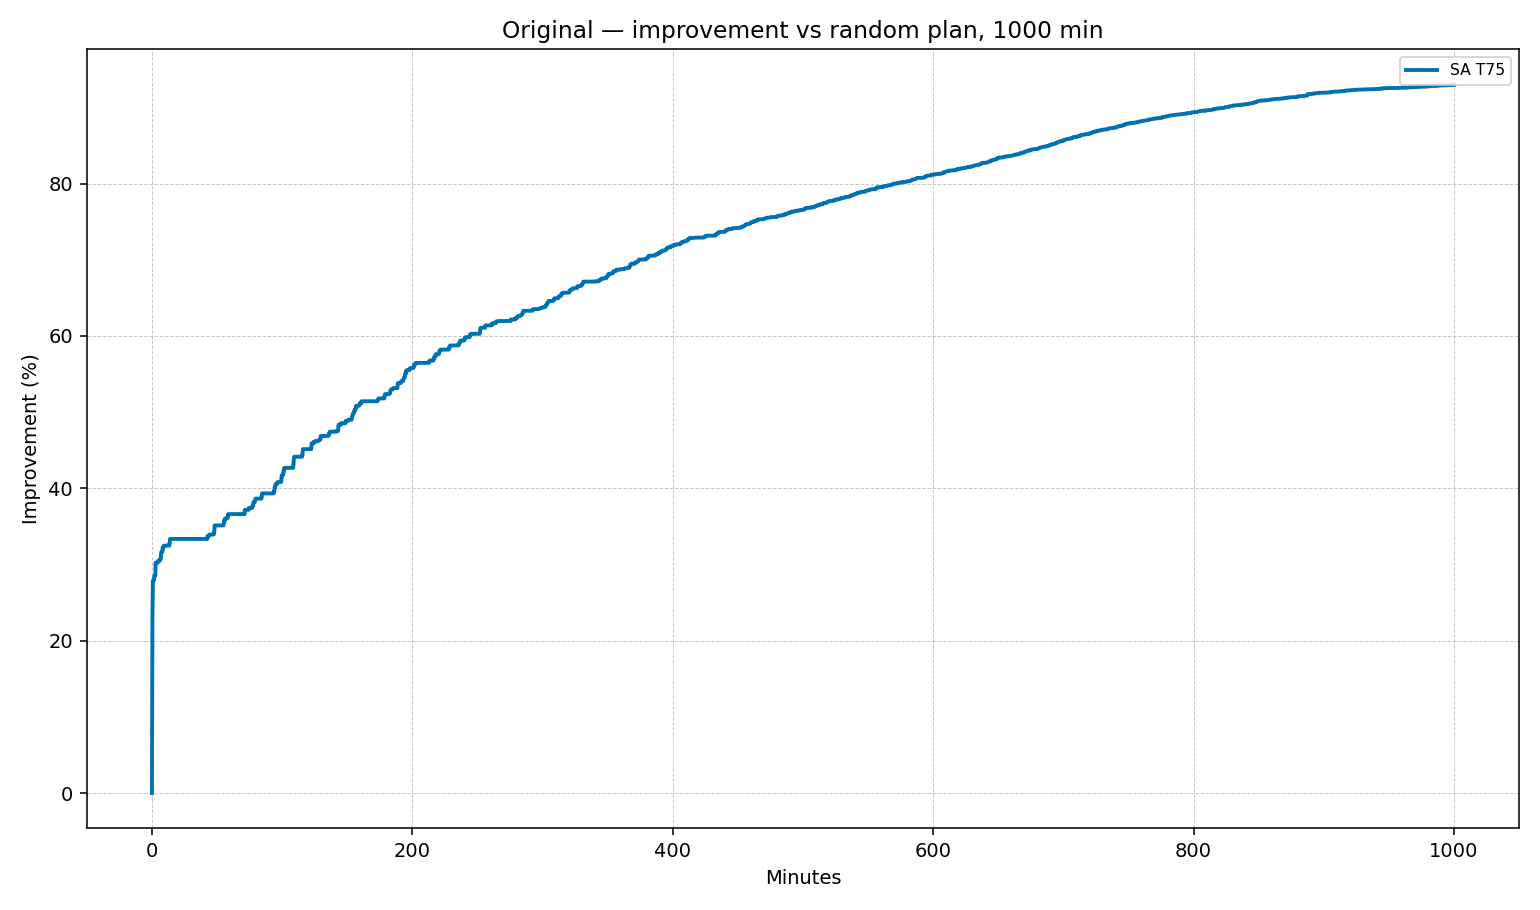 Original — improvement vs random plan, 1000 min
SA T75
80
60
40
20
0
Improvement (%)
0 200 400 600 800 1000
Minutes